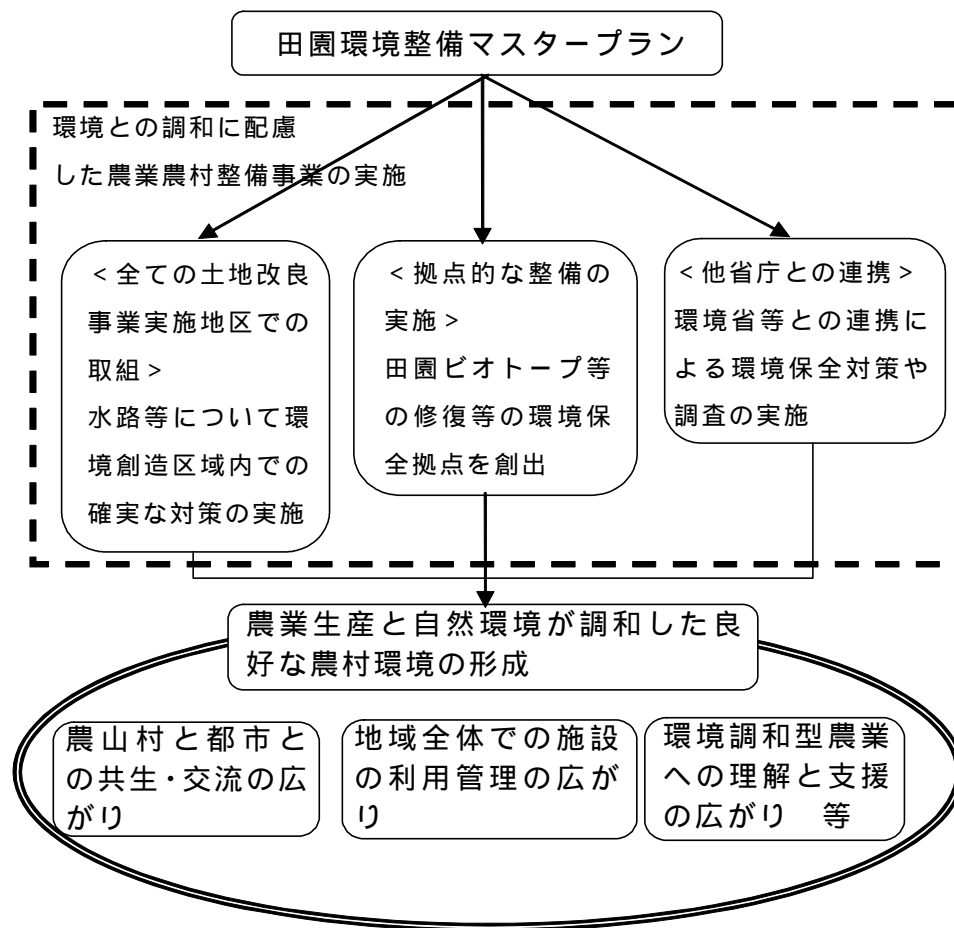 田園環境整備マスタープラン
環境との調和に配慮
した農業農村整備事業の実施
＜全ての土地改良
事業実施地区での
取組＞
水路等について環
境創造区域内での
確実な対策の実施
＜拠点的な整備の
実施＞
田園ビオトープ等
の修復等の環境保
全拠点を創出
＜他省庁との連携＞
環境省等との連携に
よる環境保全対策や
調査の実施
農業生産と自然環境が調和した良
好な農村環境の形成
農山村と都市と
の共生・交流の広
がり
地域全体での施設
の利用管理の広が
り
環境調和型農業
への理解と支援
の広がり　等